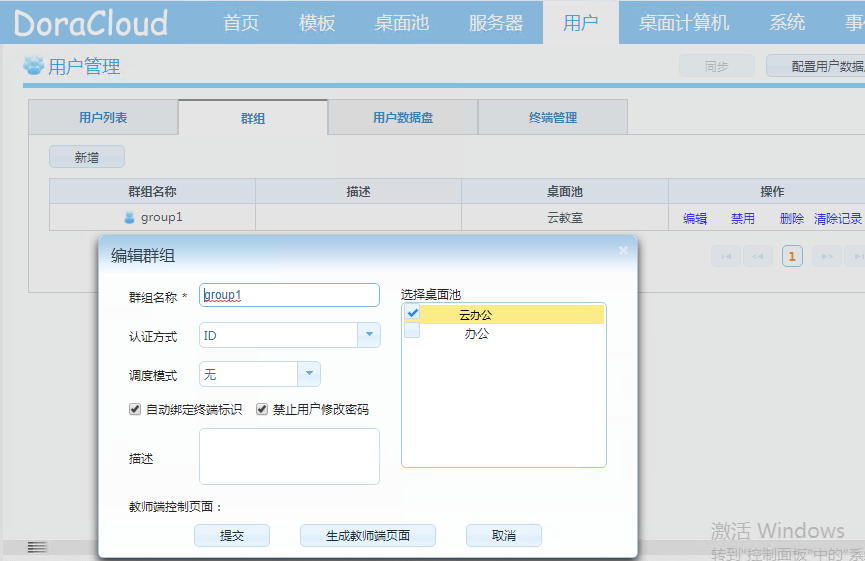 DoraCloud 首页 模板 桌面池 服务器 用户 桌面计算机 系统
用户管理 同步 配置用户数据
用户列表 群组 用户数据盘 终端管理
新增
群组名称 描述 桌面池 操作
group1 云教室 编辑 禁用 删除 清除记录
1
编辑群组
群组名称 * group1
认证方式 ID
调度模式 无
自动绑定终端标识 禁止用户修改密码
描述
教师端控制页面：
选择桌面池
云办公
办公
提交 生成教师端页面 取消
激活 Windows
转到"控制面板"中的"系